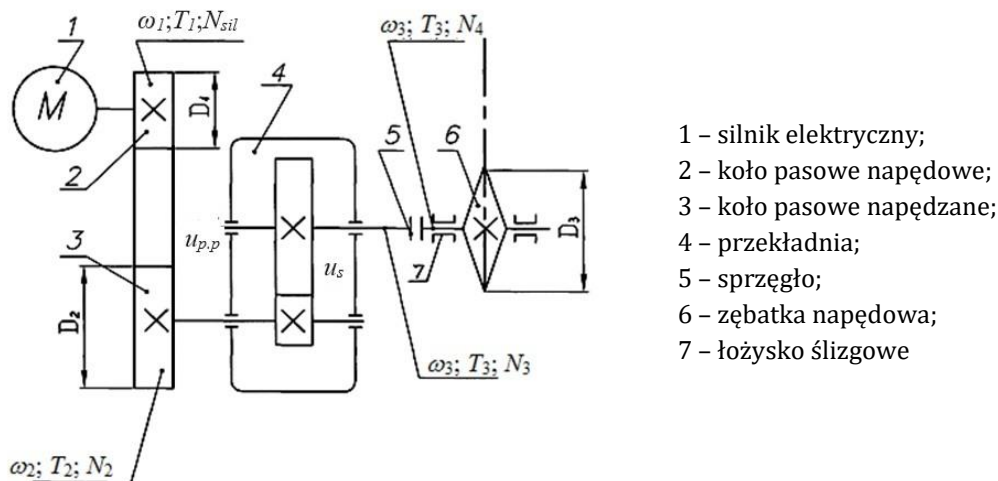 ω1;T1;Nsil
ω3; T3; N4
1
4
M
D1
5
6
2
1 – silnik elektryczny;
2 – koło pasowe napędowe;
3 – koło pasowe napędzane;
4 – przekładnia;
5 – sprzęgło;
6 – zębatka napędowa;
7 – łożysko ślizgowe
up.p
us
D3
3
7
D2
ω3; T3; N3
ω2; T2; N2